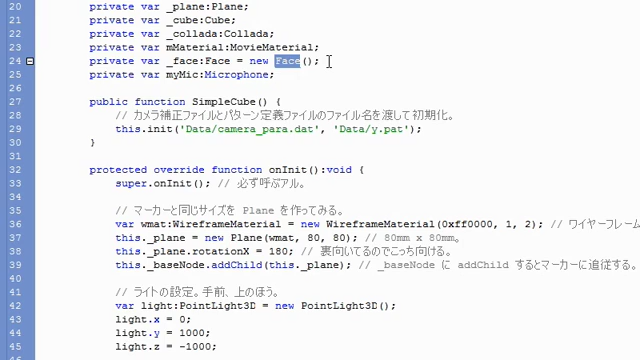 20 private var _plane:Plane;
21 private var _cube:Cube;
22 private var _collada:Collada;
23 private var mMaterial:MovieMaterial;
24 private var _face:Face = new Face();
25 private var myMic:Microphone;
26
27 public function SimpleCube() {
28 // カメラ補正ファイルとパターン定義ファイルのファイル名を渡して初期化。
29 this.init('Data/camera_para.dat', 'Data/y.pat');
30 }
31
32 protected override function onInit():void {
33 super.onInit(); // 必ず呼ぶアル。
34
35 // マーカーと同じサイズを Plane を作ってみる。
36 var wmat:WireframeMaterial = new WireframeMaterial(0xff0000, 1, 2); // ワイヤーフレーム
37 this._plane = new Plane(wmat, 80, 80); // 80mm x 80mm。
38 this._plane.rotationX = 180; // 裏向いてるのでこっち向ける。
39 this._baseNode.addChild(this._plane); // _baseNode に addChild するとマーカーに追従する。
40
41 // ライトの設定。手前、上のほう。
42 var light:PointLight3D = new PointLight3D();
43 light.x = 0;
44 light.y = 1000;
45 light.z = -1000;